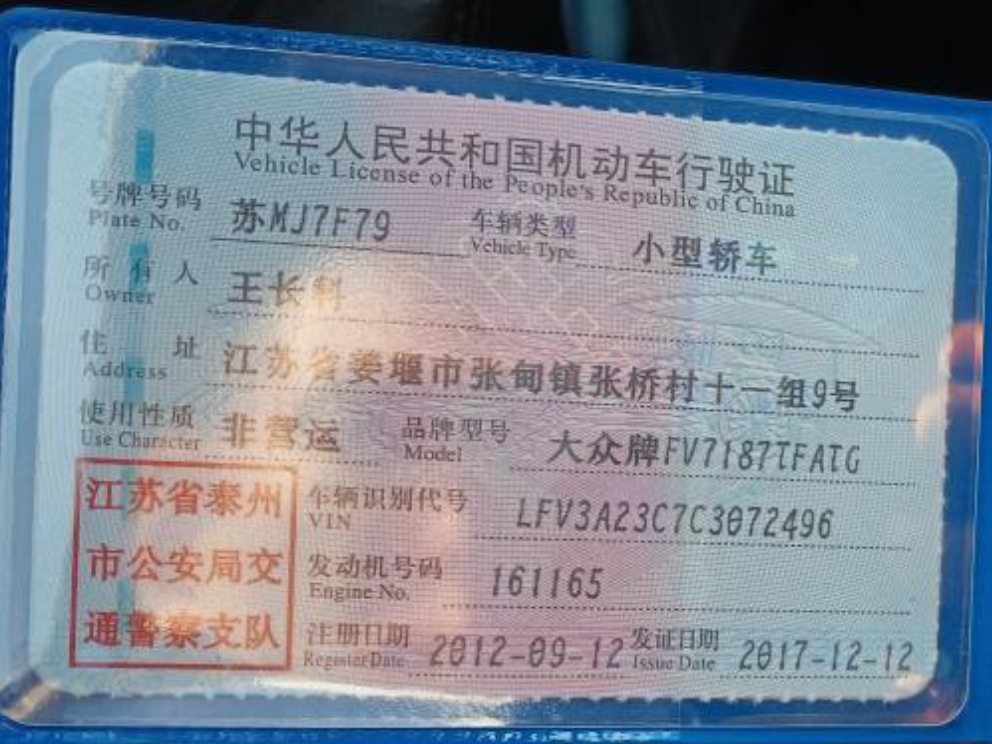 中华人民共和国机动车行驶证
Vehicle License of the People's Republic of China
号牌号码 苏MJ7F79 车辆类型 小型轿车
Plate No. Vehicle Type
所有人 王长科
Owner
住址 江苏省姜堰市张甸镇张桥村十一组9号
Address
使用性质 非营运 品牌型号 大众牌FV7187TFATG
Use Character Model
江苏省泰州
市公安局交
通警察支队
车辆识别代号 LFV3A23C7C3072496
VIN
发动机号码 161165
Engine No.
注册日期 2012-09-12 发证日期 2017-12-12
Register Date Issue Date